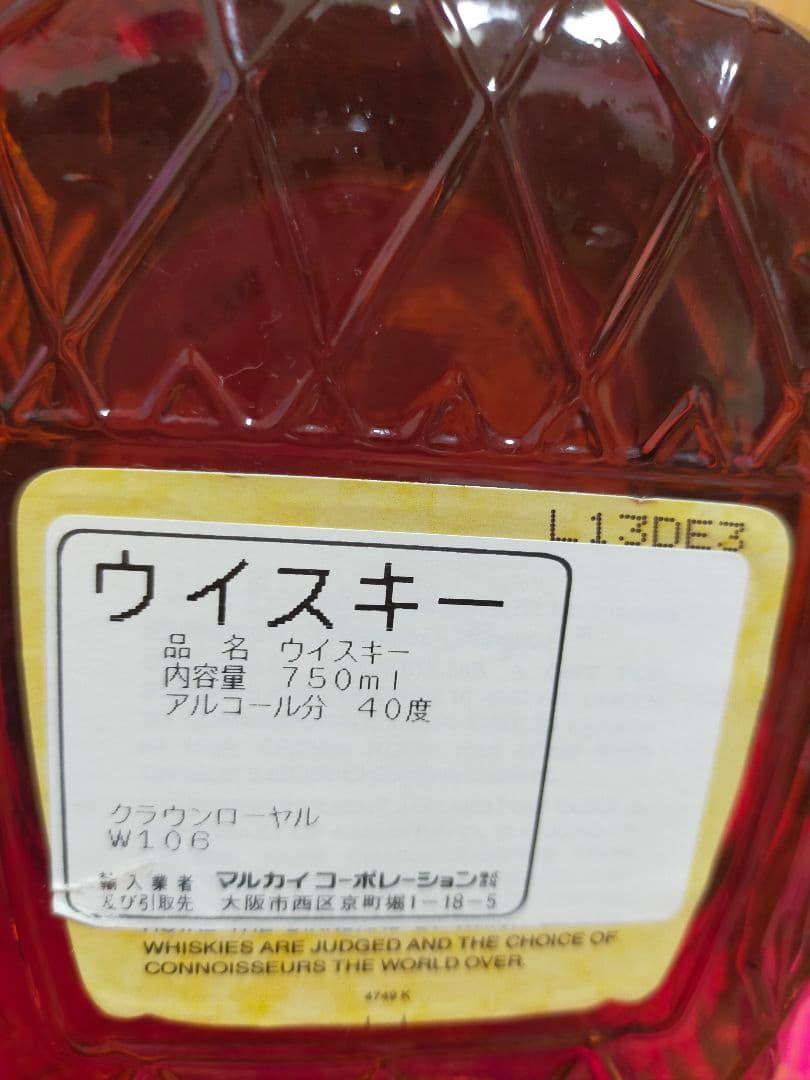 L13DE3
ウイスキー
品 名 ウイスキー
内容量 750ml
アルコール分 40度
クラウンローヤル
W106
輸入業者 マルカイコーポレーション株式会社
及び引取先 大阪市西区京町堀1-18-5
WHISKIES ARE JUDGED AND THE CHOICE OF
CONNOISSEURS THE WORLD OVER.
4749 K